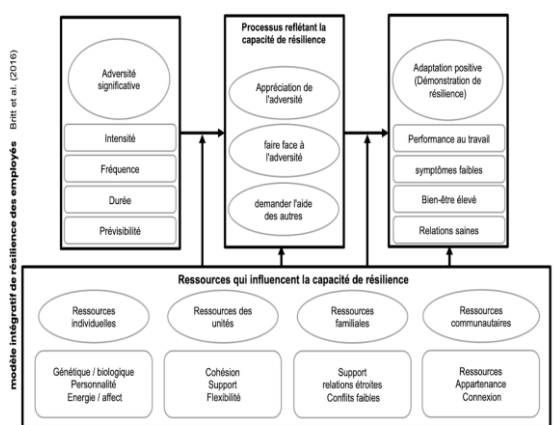 modèle intégratif de résilience des employés Britt et al. (2016)
Adversité
significative
Intensité
Fréquence
Durée
Prévisibilité
Processus reflétant la
capacité de résilience
Appréciation de
l'adversité
faire face à
l'adversité
demander l'aide
des autres
Adaptation positive
(Démonstration de
résilience)
Performance au travail
symptômes faibles
Bien-être élevé
Relations saines
Ressources qui influencent la capacité de résilience
Ressources
individuelles
Ressources des
unités
Ressources
familiales
Ressources
communautaires
Génétique / biologique
Personnalité
Energie / affect
Cohésion
Support
Flexibilité
Support
relations étroites
Conflits faibles
Ressources
Appartenance
Connexion